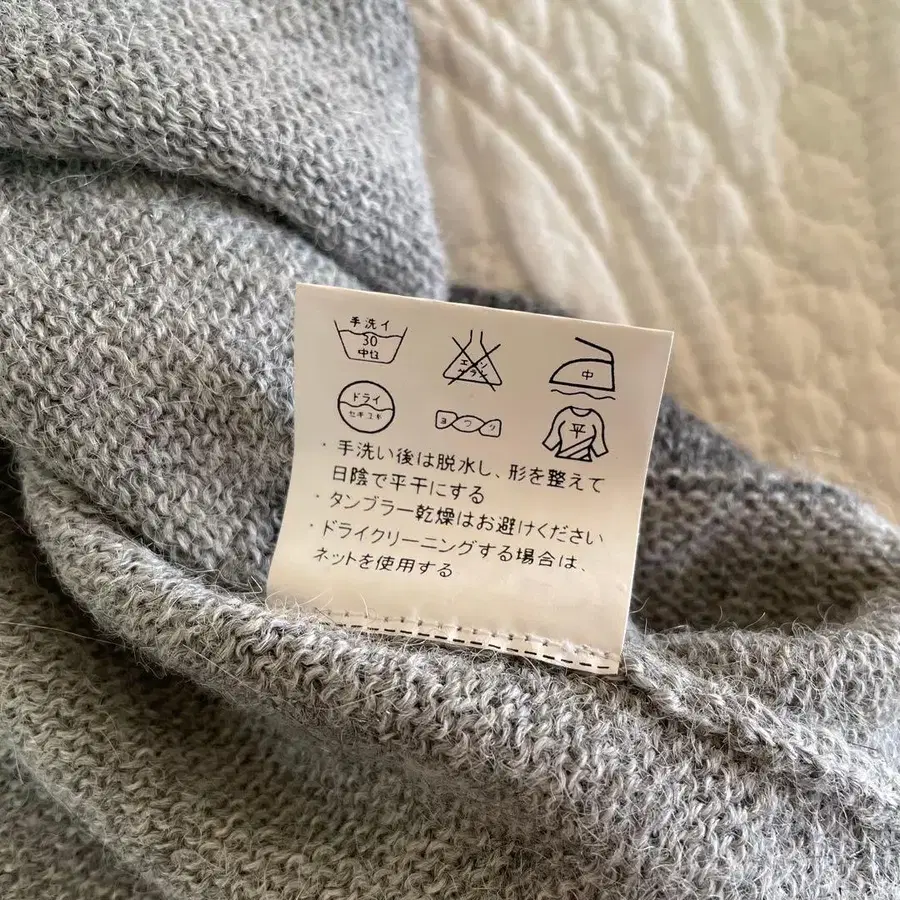 手洗イ
30
中性
エンソ
サラシ
中
ドライ
セキユキ
ヨワク
平
・手洗い後は脱水し、形を整えて
日陰で平干にする
・タンブラー乾燥はお避けください
・ドライクリーニングする場合は、
ネットを使用する